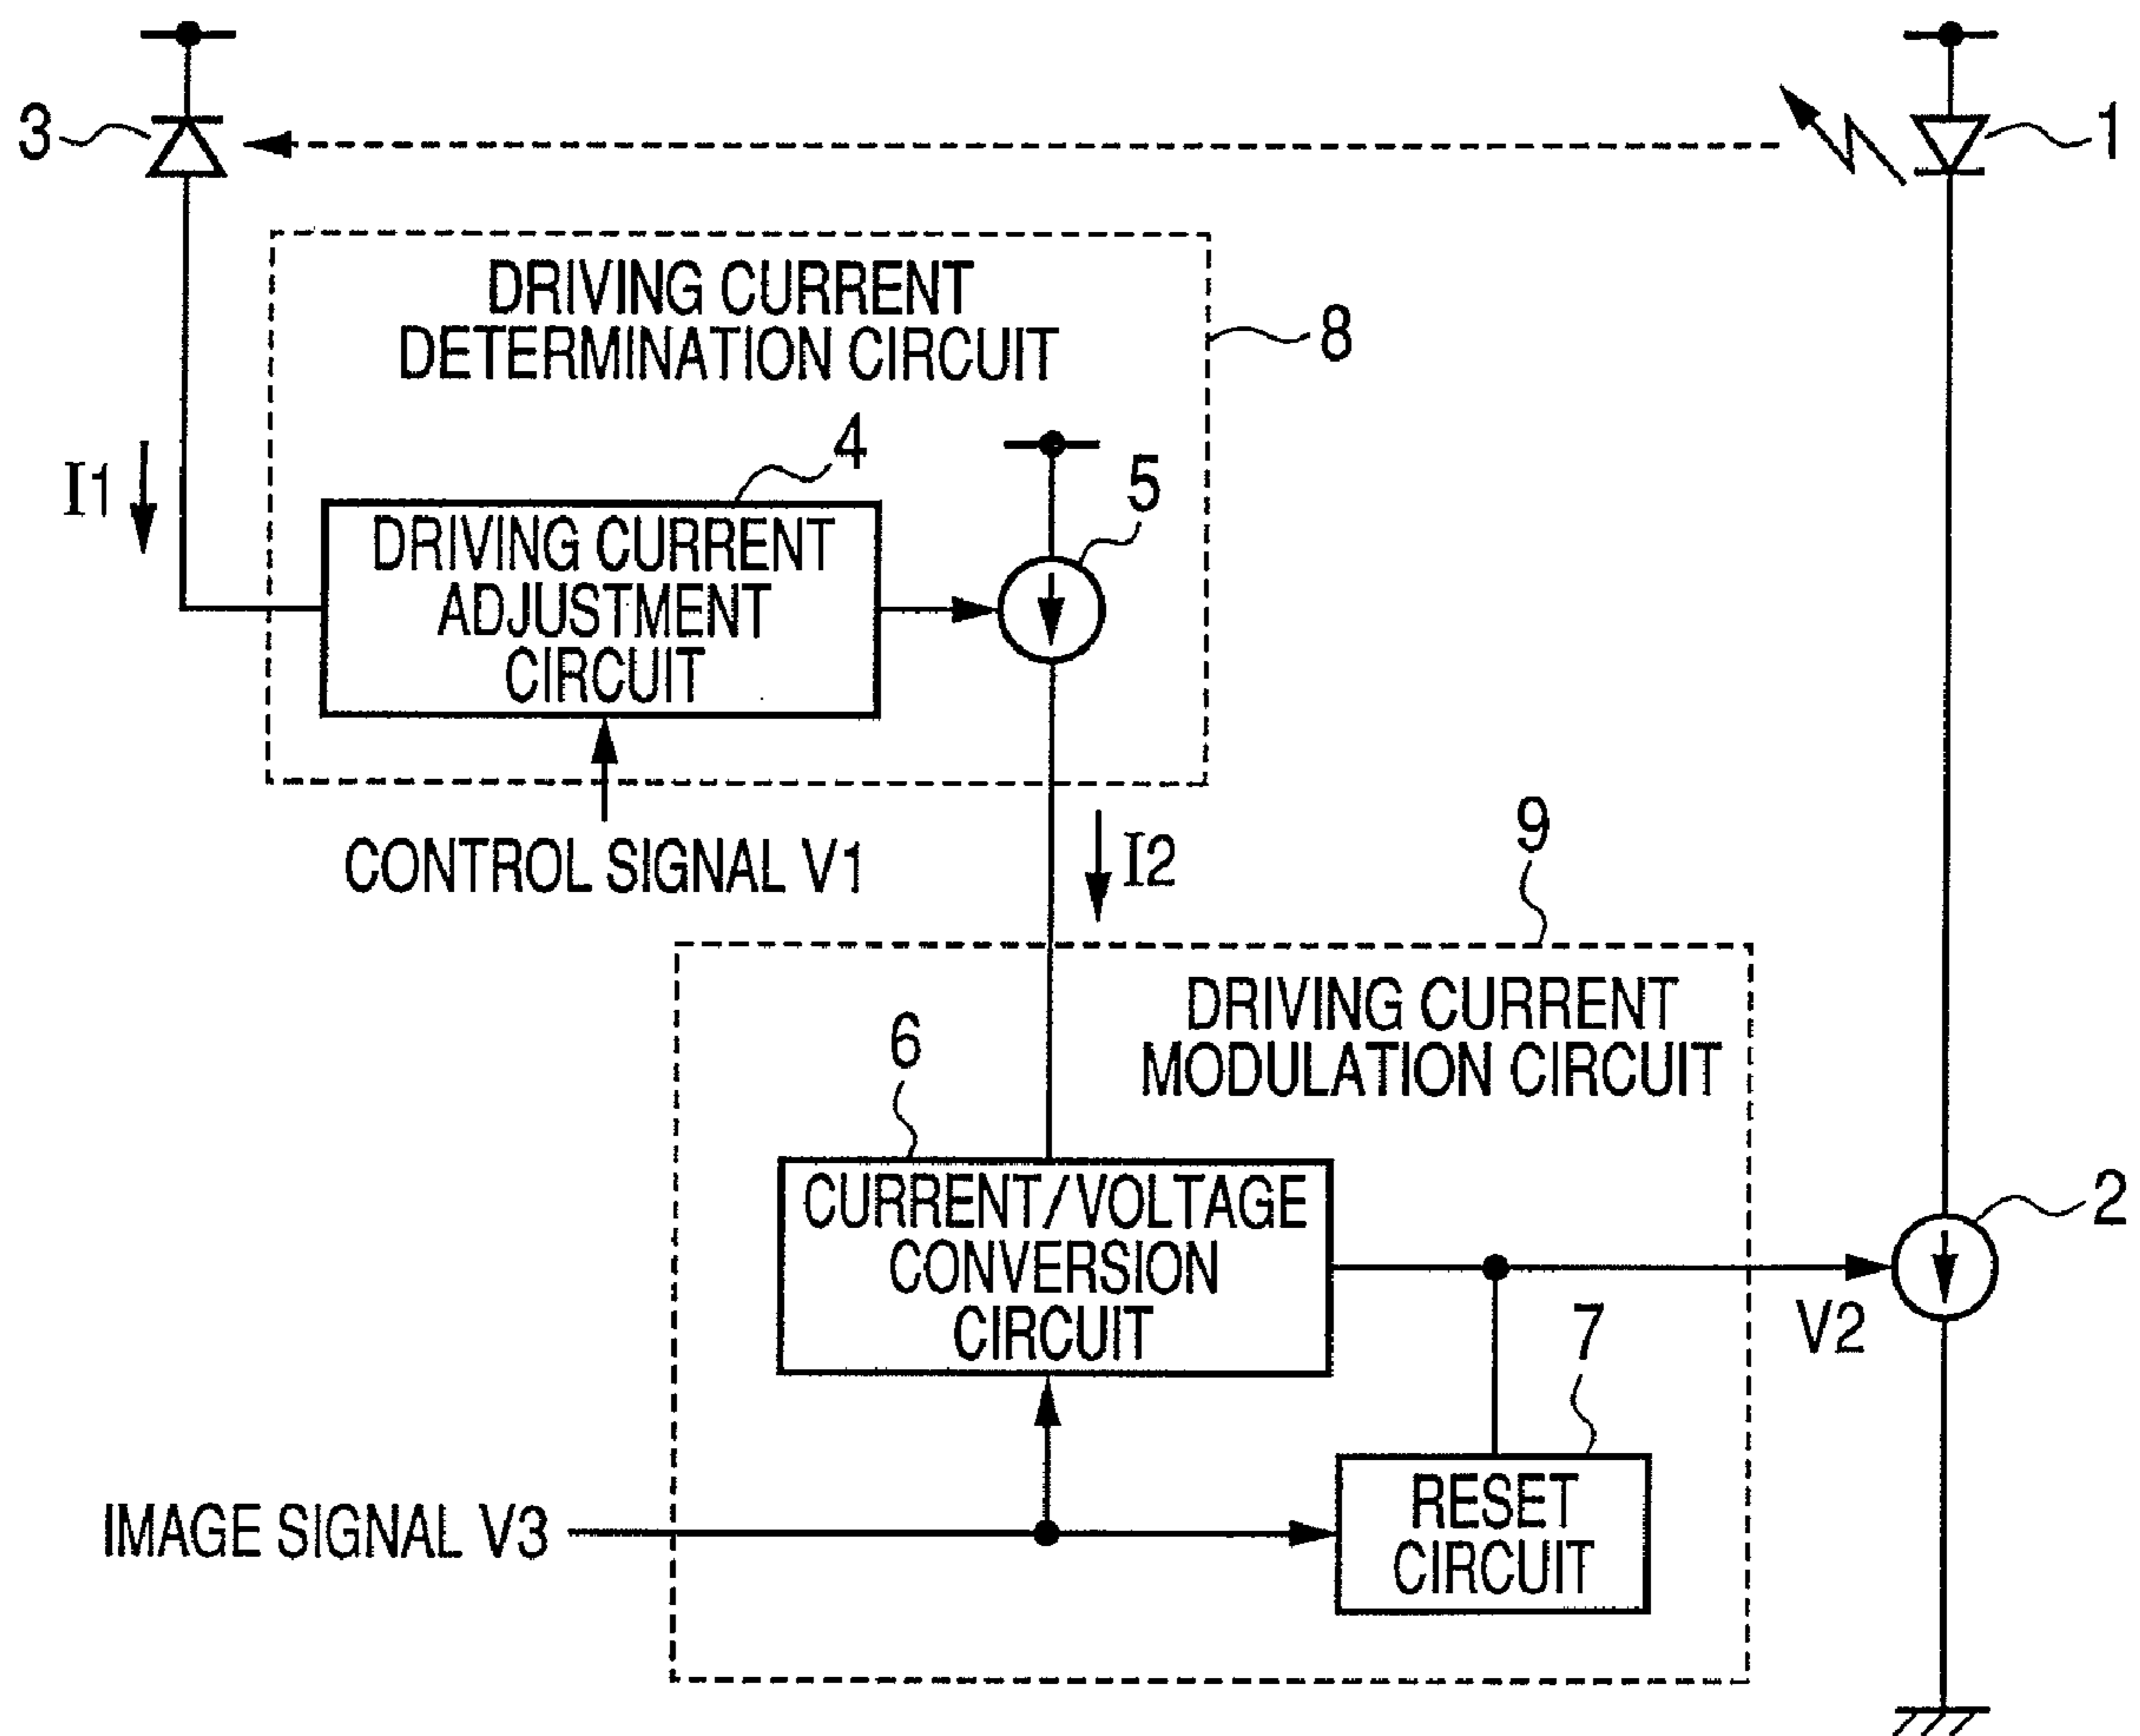 3
1
DRIVING CURRENT
DETERMINATION CIRCUIT
8
4
I1
5
DRIVING CURRENT
ADJUSTMENT
CIRCUIT
CONTROL SIGNAL V1
I2
9
DRIVING CURRENT
MODULATION CIRCUIT
6
CURRENT/VOLTAGE
CONVERSION
CIRCUIT
2
V2
7
RESET
CIRCUIT
IMAGE SIGNAL V3